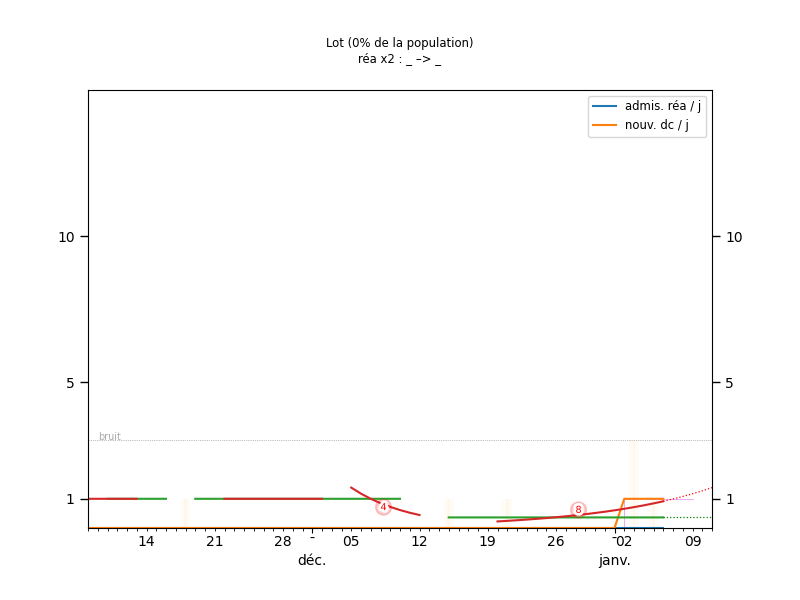 Lot (0% de la population)
réa x2 : _ –> _
admis. réa / j
nouv. dc / j
10 10
5 5
bruit
1 1
4 8
14 21 28 - 05 12 19 26 - 02 09
déc. janv.